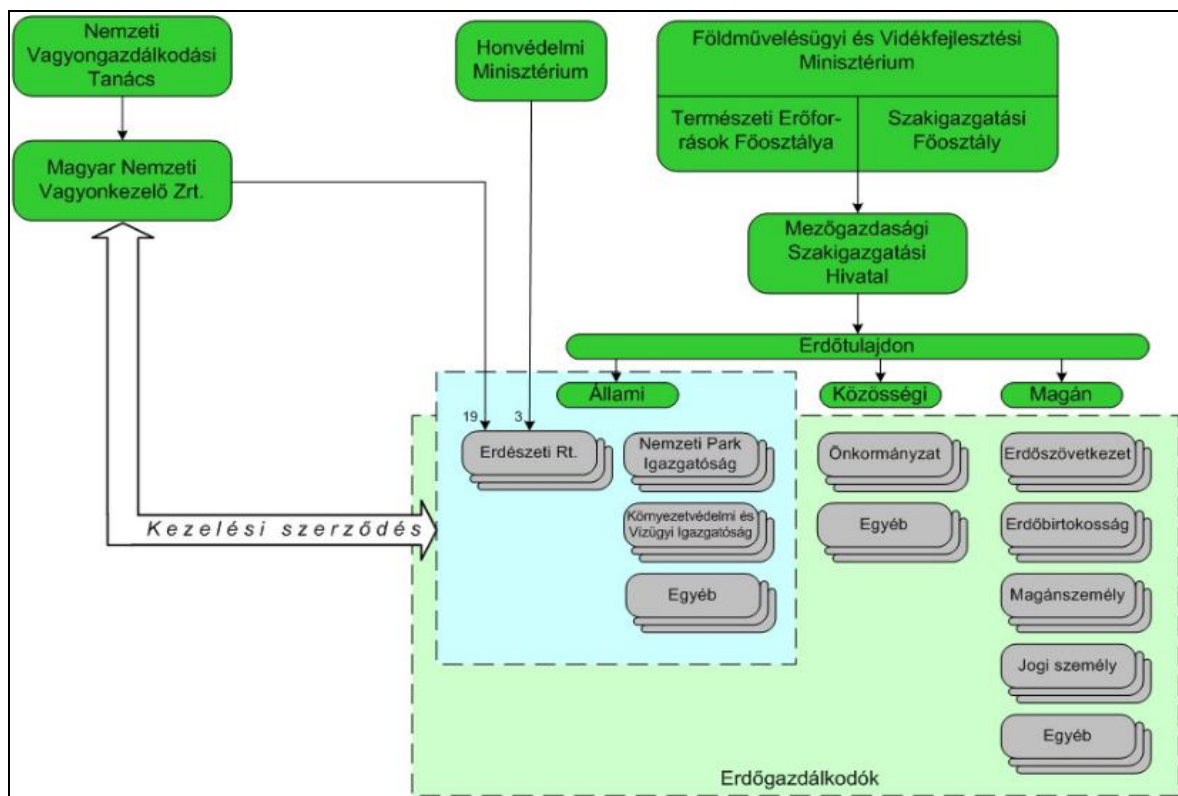 Nemzeti
Vagyongazdálkodási
Tanács
Honvédelmi
Minisztérium
Földművelésügyi és Vidékfejlesztési
Minisztérium
Természeti Erőfor-
rások Főosztálya
Szakigazgatási
Főosztály
Magyar Nemzeti
Vagyonkezelő Zrt.
Mezőgazdasági
Szakigazgatási
Hivatal
Erdőtulajdon
Állami
Közösségi
Magán
19
3
Erdészeti Rt.
Nemzeti Park
Igazgatóság
Önkormányzat
Erdőszövetkezet
Kezelési szerződés
Környezetvédelmi és
Vízügyi Igazgatóság
Egyéb
Erdőbirtokosság
Egyéb
Magánszemély
Jogi személy
Egyéb
Erdőgazdálkodók